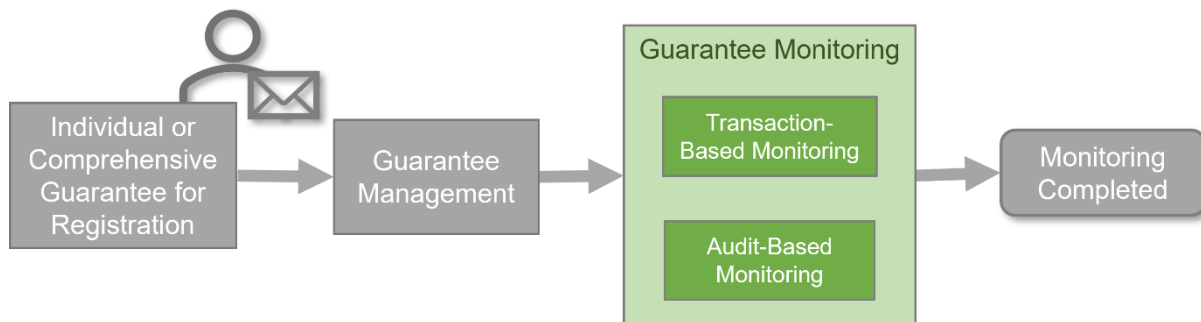 Individual or
Comprehensive
Guarantee for
Registration
Guarantee
Management
Guarantee Monitoring
Transaction-
Based Monitoring
Audit-Based
Monitoring
Monitoring
Completed